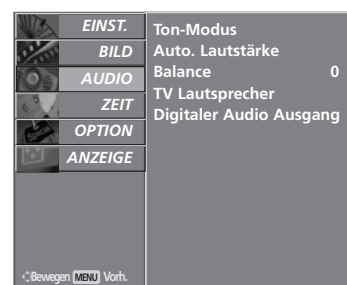 EINST.
BILD
AUDIO
ZEIT
OPTION
ANZEIGE
Ton-Modus
Auto. Lautstärke
Balance 0
TV Lautsprecher
Digitaler Audio Ausgang
Bewegen MENU Vorh.